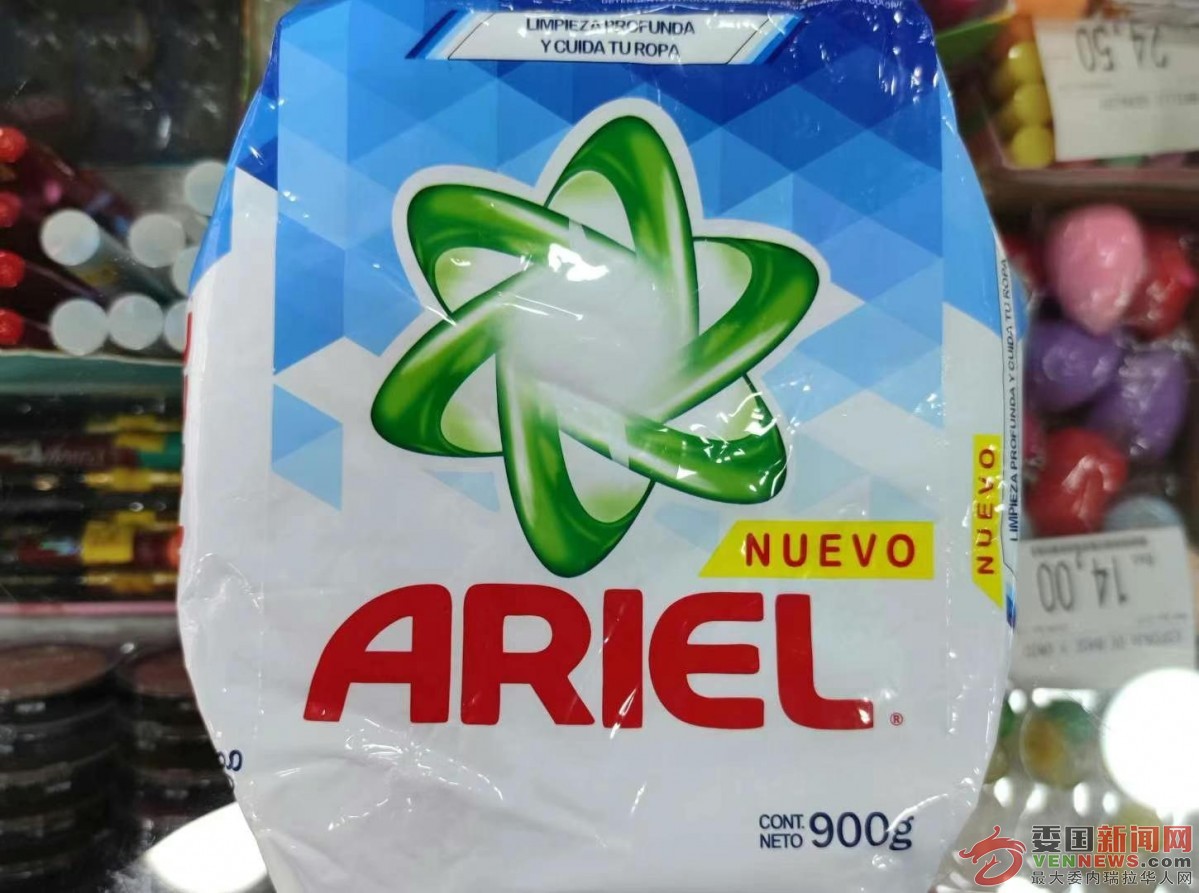 LIMPIEZA PROFUNDA
Y CUIDA TU ROPA
24,50
NUEVO
NUEVO
LIMPIEZA PROFUNDA Y CUIDA TU ROPA
14,00
ARIEL®
CONT.
NETO 900g
委国新闻网
VENNEWS.com
最大委内瑞拉华人网